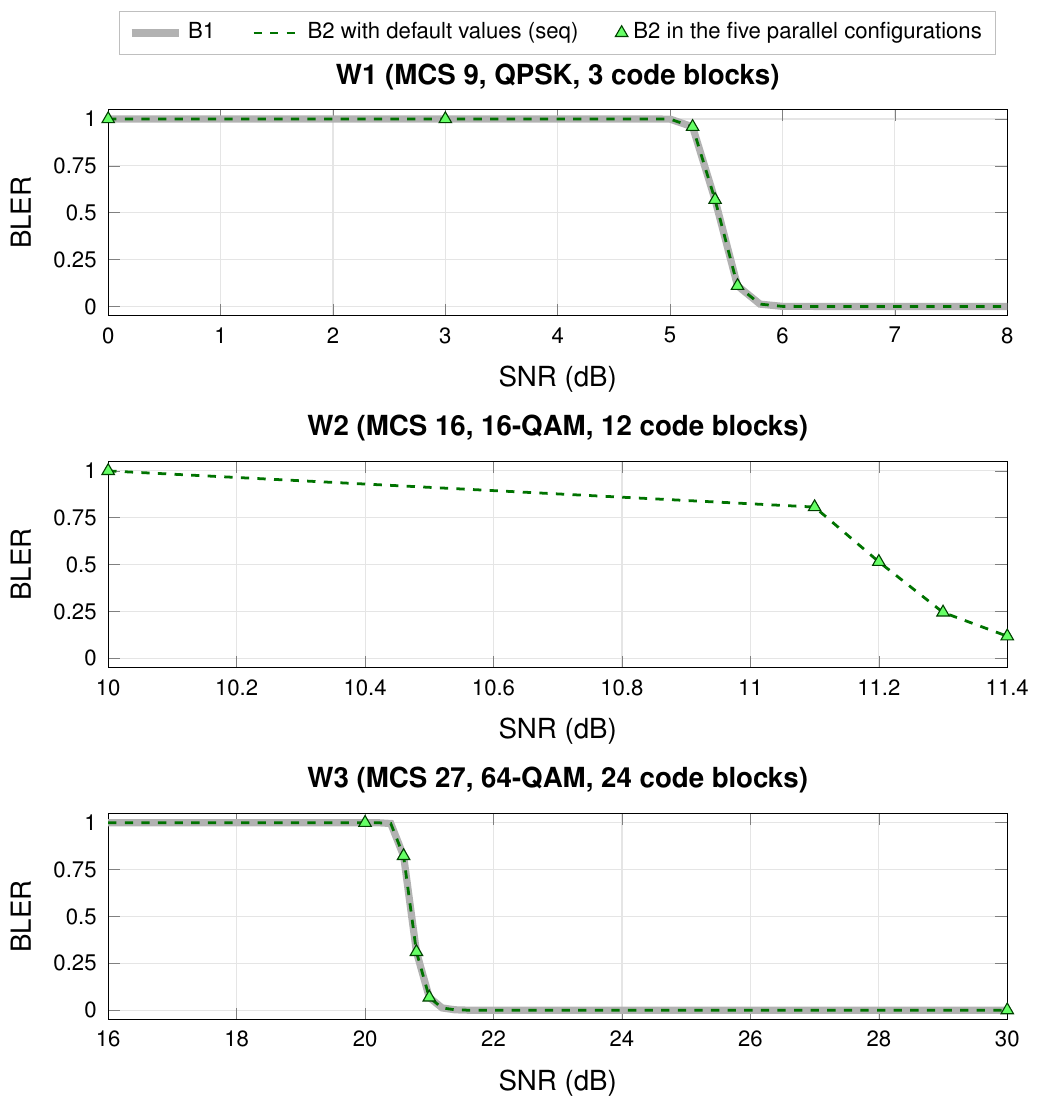 B1 B2 with default values (seq) B2 in the five parallel configurations
W1 (MCS 9, QPSK, 3 code blocks)
1
0.75
0.5
0.25
0
BLER
0 1 2 3 4 5 6 7 8
SNR (dB)
W2 (MCS 16, 16-QAM, 12 code blocks)
1
0.75
0.5
0.25
0
BLER
10 10.2 10.4 10.6 10.8 11 11.2 11.4
SNR (dB)
W3 (MCS 27, 64-QAM, 24 code blocks)
1
0.75
0.5
0.25
0
BLER
16 18 20 22 24 26 28 30
SNR (dB)